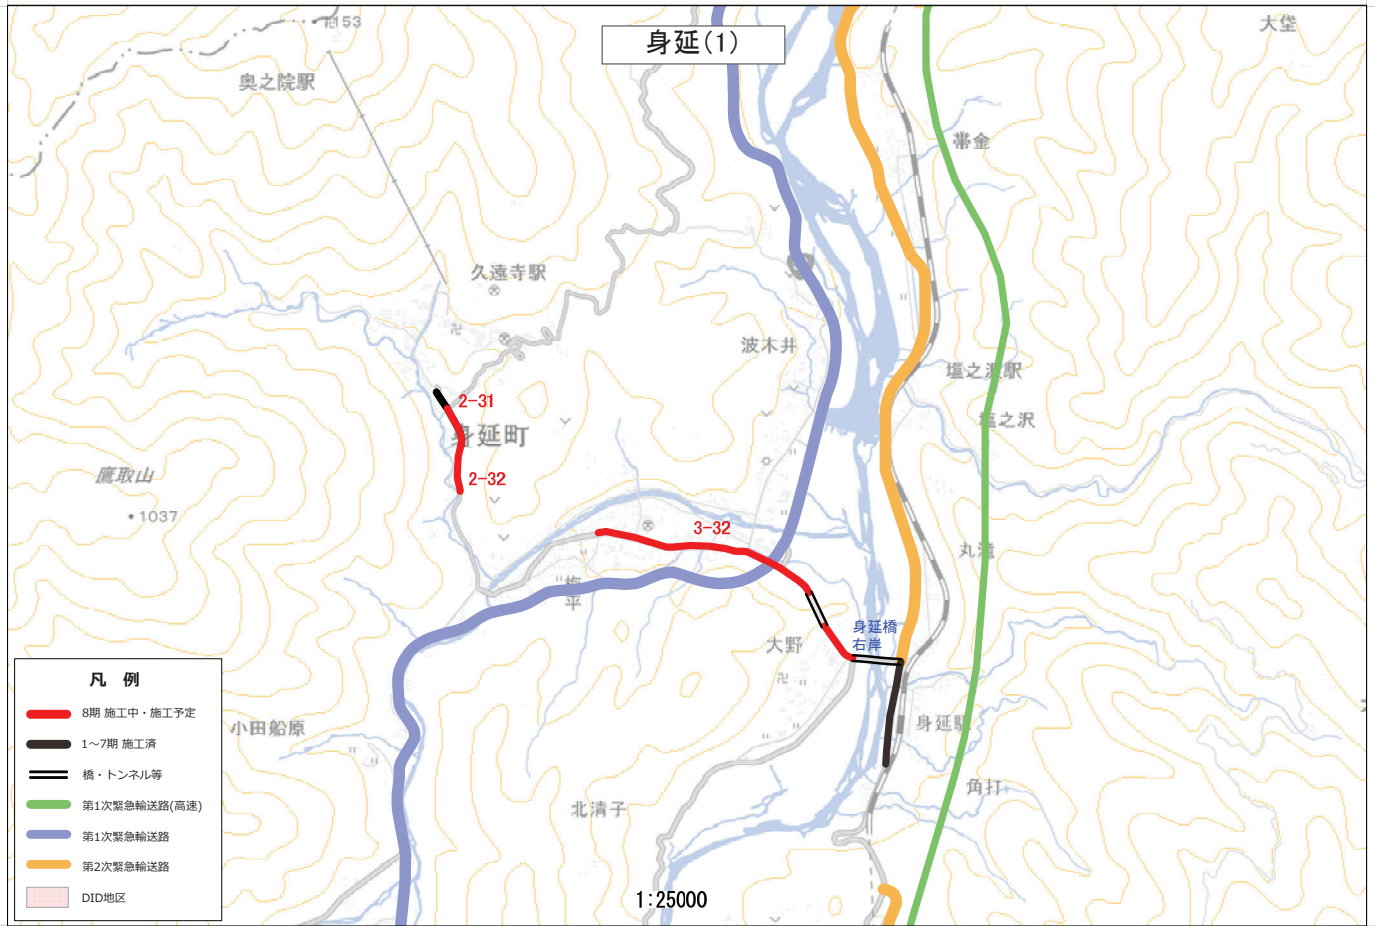 身延(1)
153
大垈
奥之院駅
帯金
久遠寺駅
波木井
塩之沢駅
塩之沢
2-31
身延町
2-32
鷹取山
1037
3-32
丸滝
梅平
身延橋
右岸
大野
身延駅
小田船原
角打
北清子
1:25000
凡 例
8期 施工中・施工予定
1～7期 施工済
橋・トンネル等
第1次緊急輸送路(高速)
第1次緊急輸送路
第2次緊急輸送路
DID地区